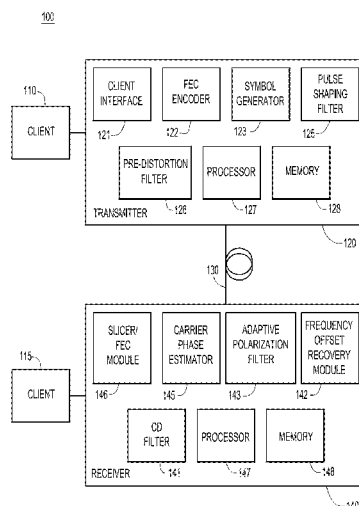 100
110
CLIENT
CLIENT
INTERFACE
121
FEC
ENCODER
122
SYMBOL
GENERATOR
123
PULSE
SHAPING
FILTER
125
PRE-DISTORTION
FILTER
126
PROCESSOR
127
MEMORY
128
TRANSMITTER
120
130
115
CLIENT
SLICER/
FEC MODULE
146
CARRIER
PHASE
ESTIMATOR
145
ADAPTIVE
POLARIZATION
FILTER
143
FREQUENCY
OFFSET
RECOVERY
MODULE
142
CD
FILTER
141
PROCESSOR
147
MEMORY
148
RECEIVER
140